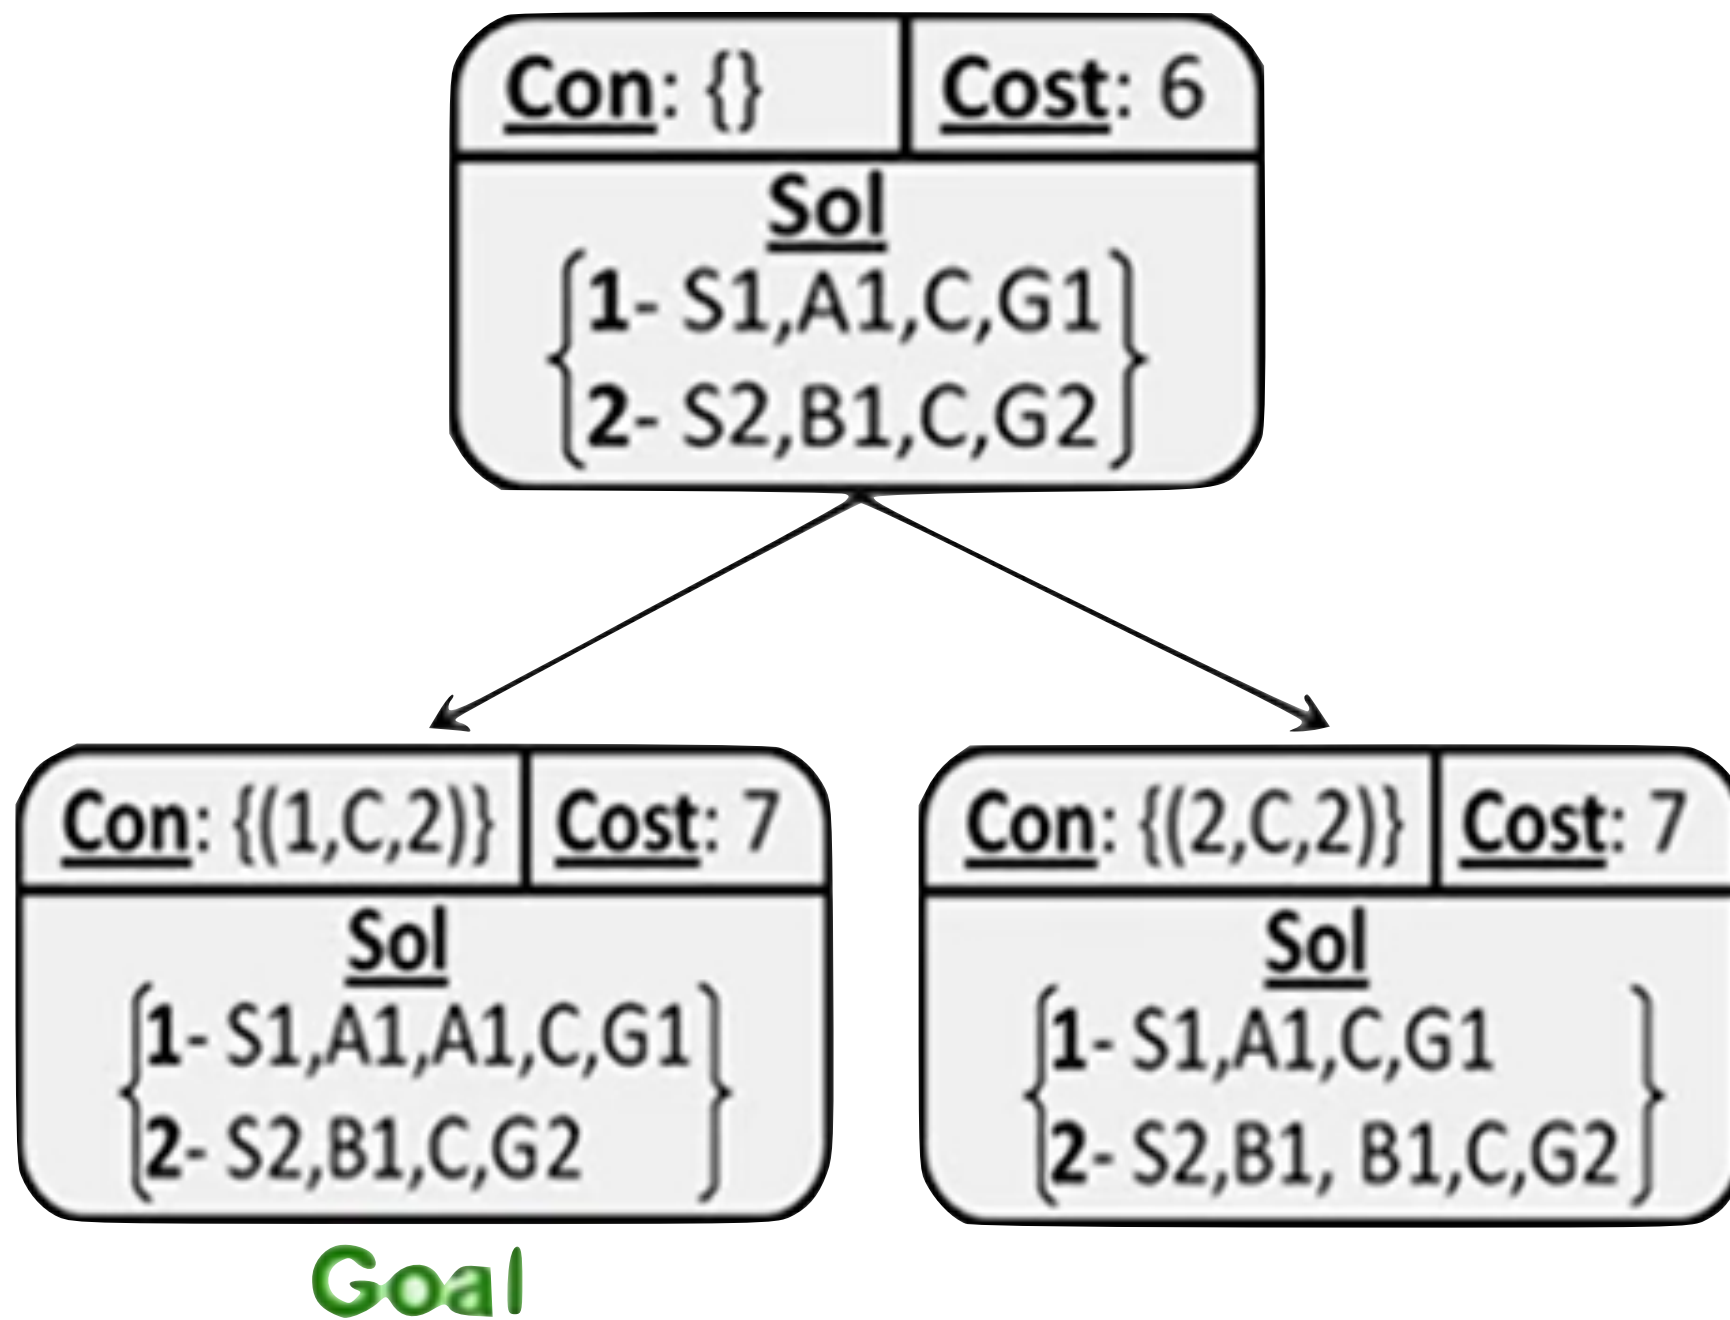 Con: {} Cost: 6
Sol
1- S1,A1,C,G1
2- S2,B1,C,G2
Con: {(1,C,2)} Cost: 7
Sol
1- S1,A1,A1,C,G1
2- S2,B1,C,G2
Goal
Con: {(2,C,2)} Cost: 7
Sol
1- S1,A1,C,G1
2- S2,B1, B1,C,G2